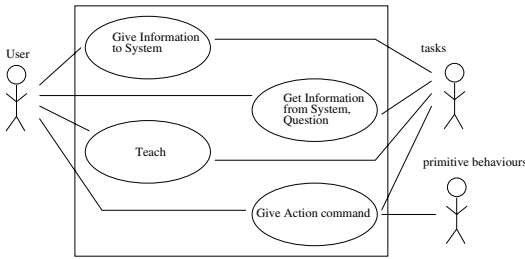 User
Give Information
to System
tasks
Get Information
from System,
Question
Teach
primitive behaviours
Give Action command